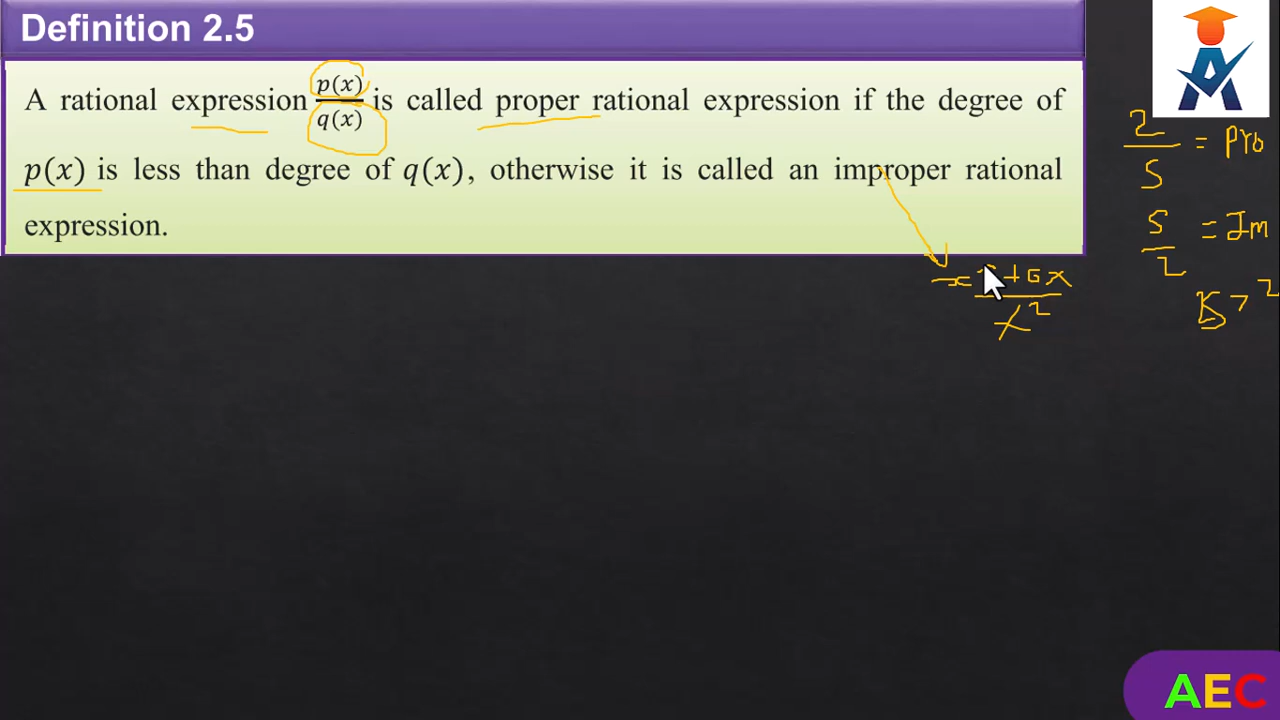 Definition 2.5
A rational expression p(x)/q(x) is called proper rational expression if the degree of
p(x) is less than degree of q(x), otherwise it is called an improper rational
expression.
2/5 = Pro
5/2 = Im
+6x
x²
5 > 2
AEC